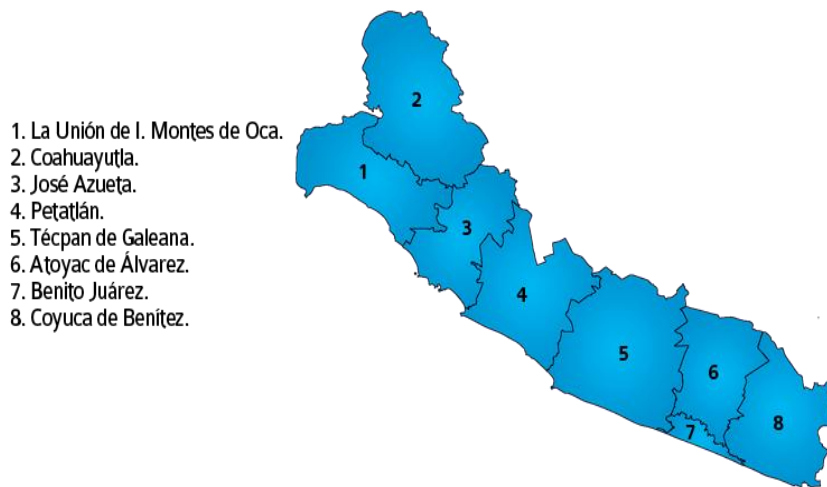 1. La Unión de I. Montes de Oca.
2. Coahuayutla.
3. José Azueta.
4. Petatlán.
5. Técpan de Galeana.
6. Atoyac de Álvarez.
7. Benito Juárez.
8. Coyuca de Benítez.
2
1
3
4
5
6
7
8